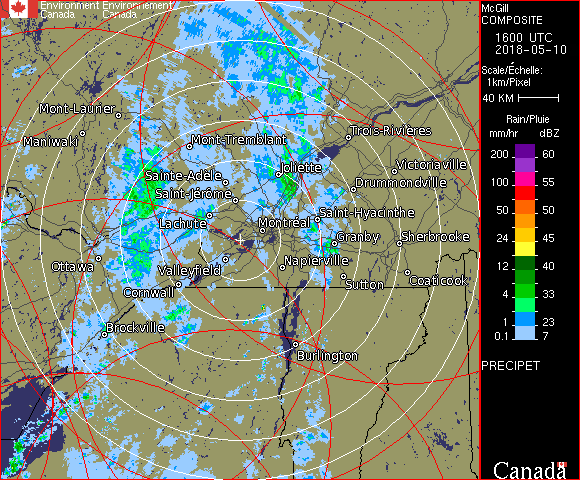 Environment Environnement
Canada Canada
McGill
COMPOSITE
1600 UTC
2018-05-10
Scale/Échelle:
1km/Pixel
40 KM
Rain/Pluie
mm/hr dBZ
200 60
100 55
50 50
24 45
12 40
4 33
1 23
0.1 7
PRECIPET
Canada
Mont-Laurier
Maniwaki
Mont-Tremblant
Trois-Rivières
Sainte-Adèle
Joliette
Victoriaville
Saint-Jérôme
Drummondville
Lachute
Montréal
Saint-Hyacinthe
Granby
Sherbrooke
Ottawa
Valleyfield
Napierville
Cornwall
Sutton
Coaticook
Brockville
Burlington